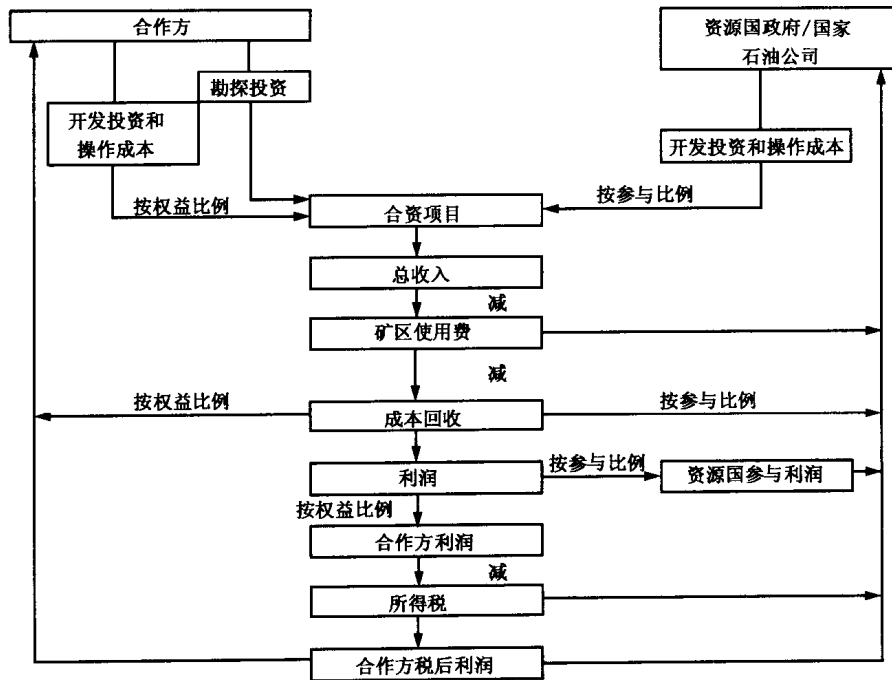 合作方
资源国政府/国家
石油公司
勘探投资
开发投资和
操作成本
开发投资和操作成本
按权益比例
按参与比例
合资项目
总收入
减
矿区使用费
减
按权益比例
按参与比例
成本回收
利润
按参与比例
资源国参与利润
按权益比例
合作方利润
减
所得税
合作方税后利润